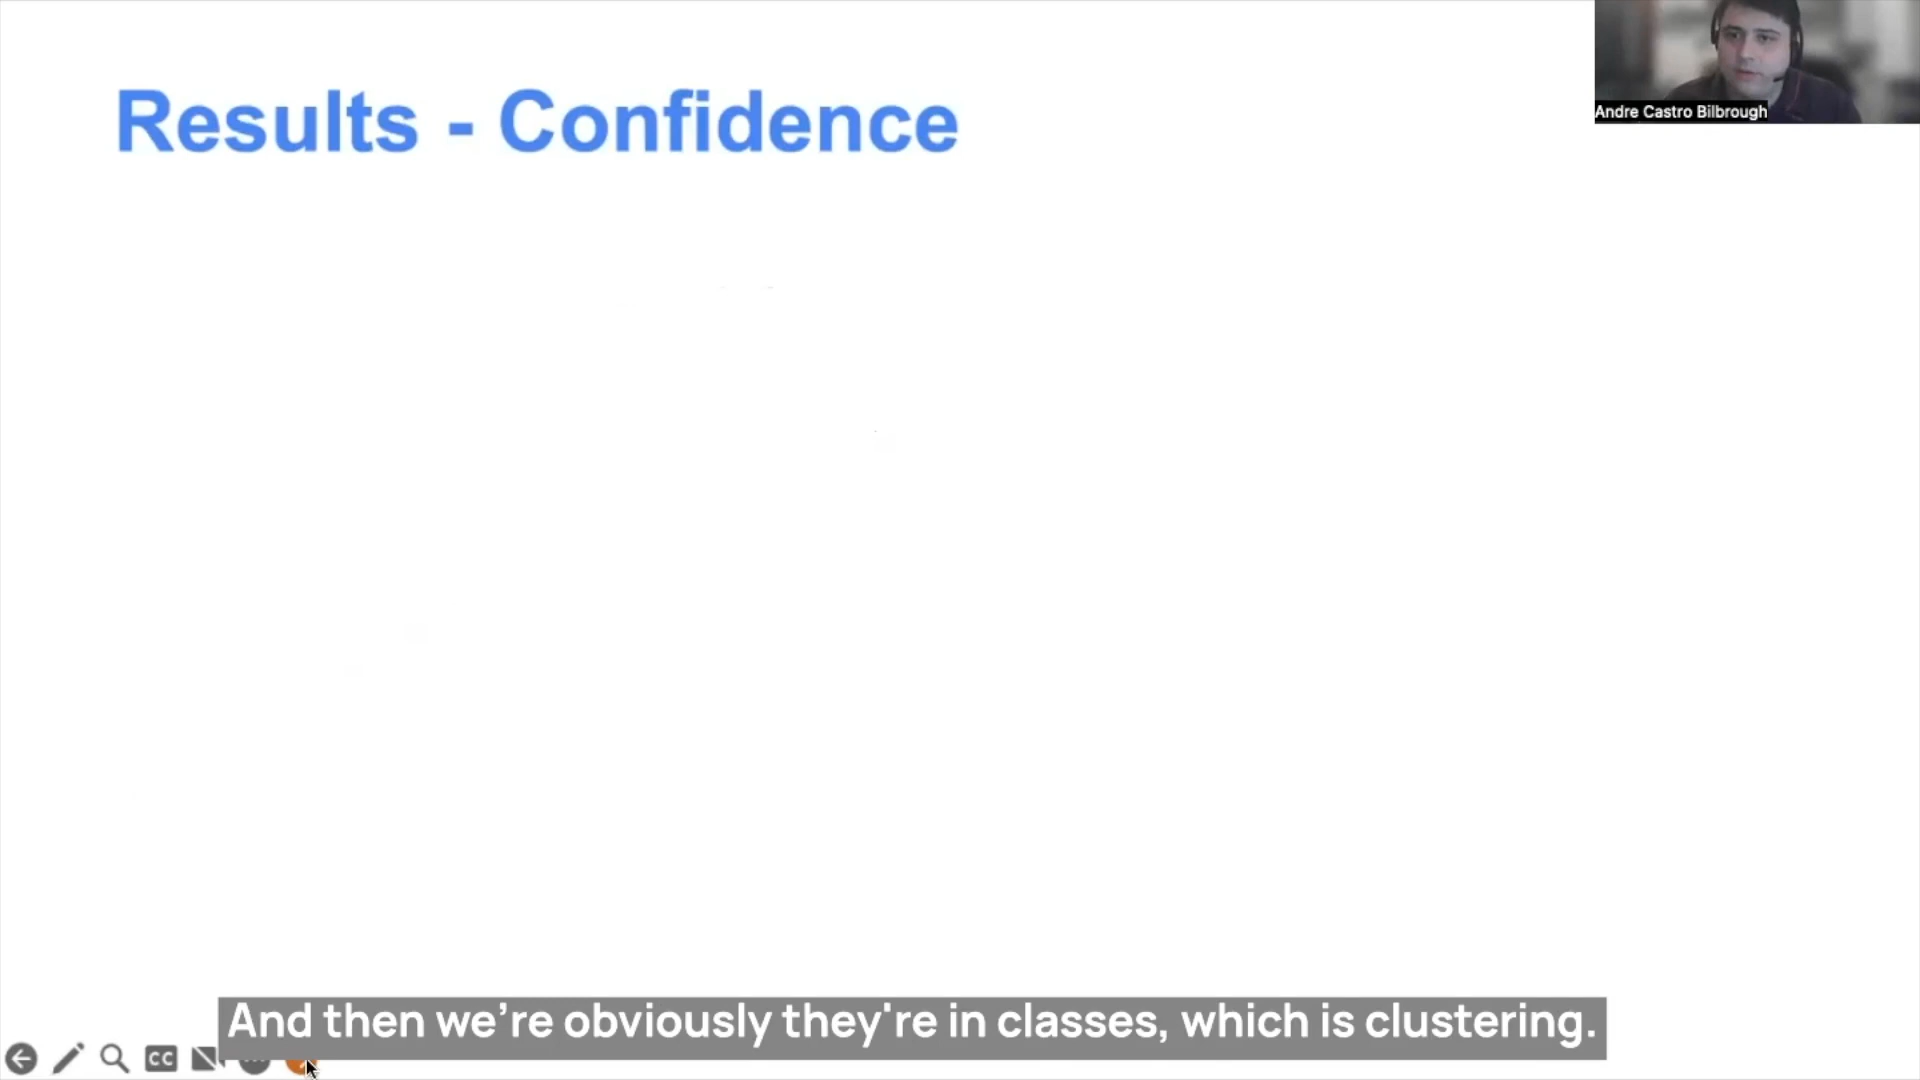 Results - Confidence
Andre Castro Bilbrough
And then we’re obviously they're in classes, which is clustering.
CC